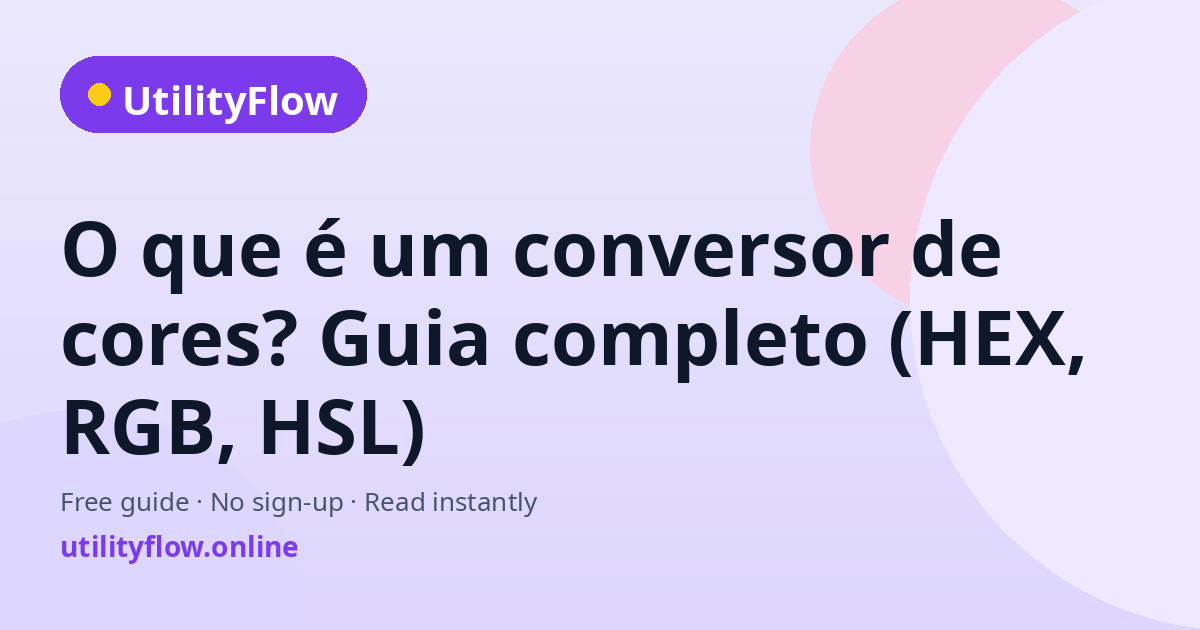 UtilityFlow
O que é um conversor de
cores? Guia completo (HEX,
RGB, HSL)
Free guide · No sign-up · Read instantly
utilityflow.online